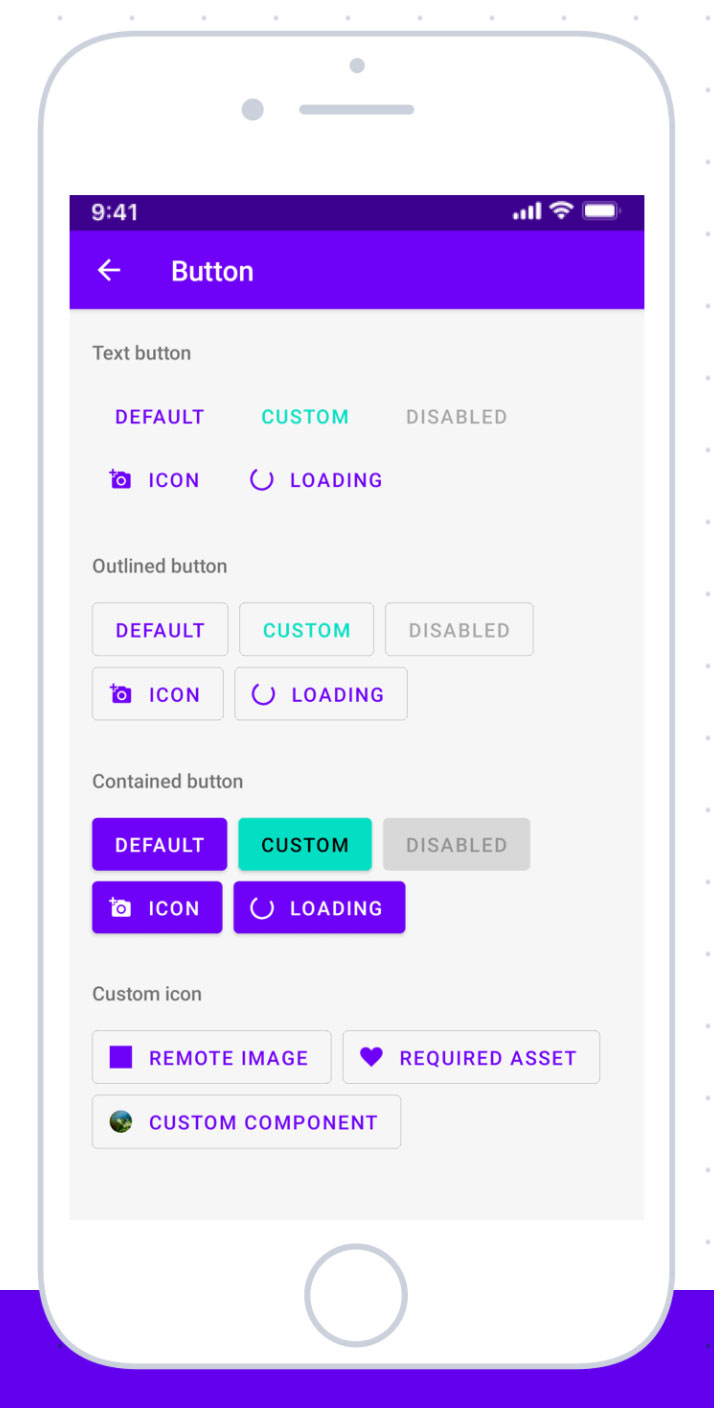 9:41
Button
Text button
DEFAULT CUSTOM DISABLED
ICON LOADING
Outlined button
DEFAULT CUSTOM DISABLED
ICON LOADING
Contained button
DEFAULT CUSTOM DISABLED
ICON LOADING
Custom icon
REMOTE IMAGE REQUIRED ASSET
CUSTOM COMPONENT